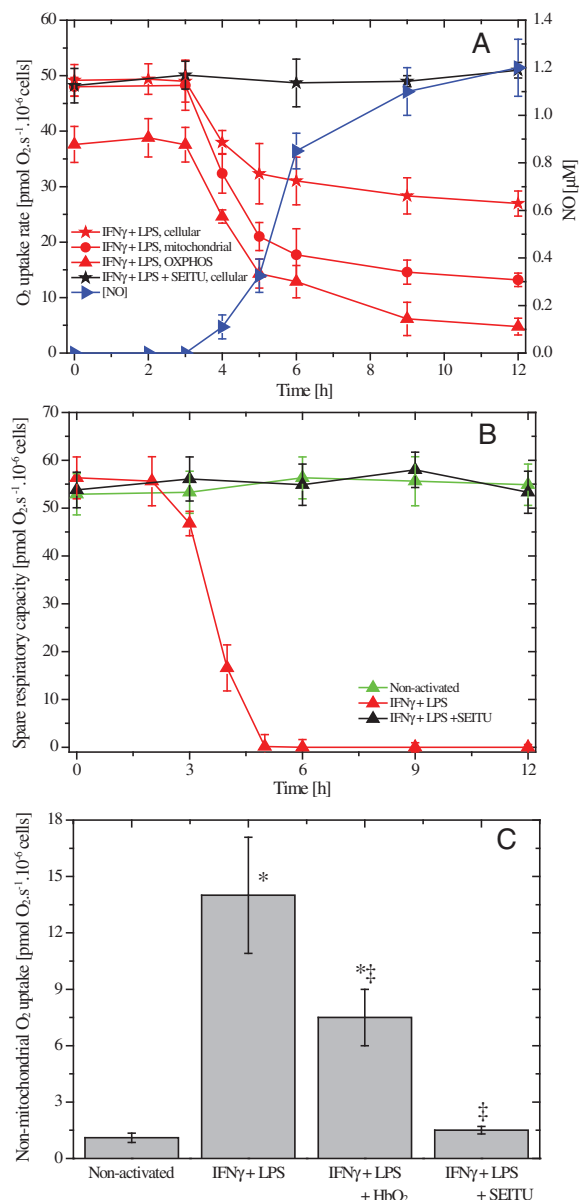 A
O₂ uptake rate [pmol O₂.s⁻¹.10⁻⁶ cells)
60
50
40
30
20
10
0
IFNγ + LPS, cellular
IFNγ + LPS, mitochondrial
IFNγ + LPS, OXPHOS
IFNγ + LPS + SEITU, cellular
[NO]
1.4
1.2
1.0
0.8
0.6
0.4
0.2
0.0
NO [µM]
0 2 4 6 8 10 12
Time [h]
B
Spare respiratory capacity [pmol O₂.s⁻¹.10⁻⁶ cells)
70
60
50
40
30
20
10
0
Non-activated
IFNγ + LPS
IFNγ + LPS +SEITU
0 3 6 9 12
Time [h]
C
Non-mitochondrial O₂ uptake [pmol O₂.s⁻¹.10⁻⁶ cells)
18
15
12
9
6
3
0
*
*‡
‡
Non-activated IFNγ + LPS IFNγ + LPS IFNγ + LPS
+ HbO₂ + SEITU